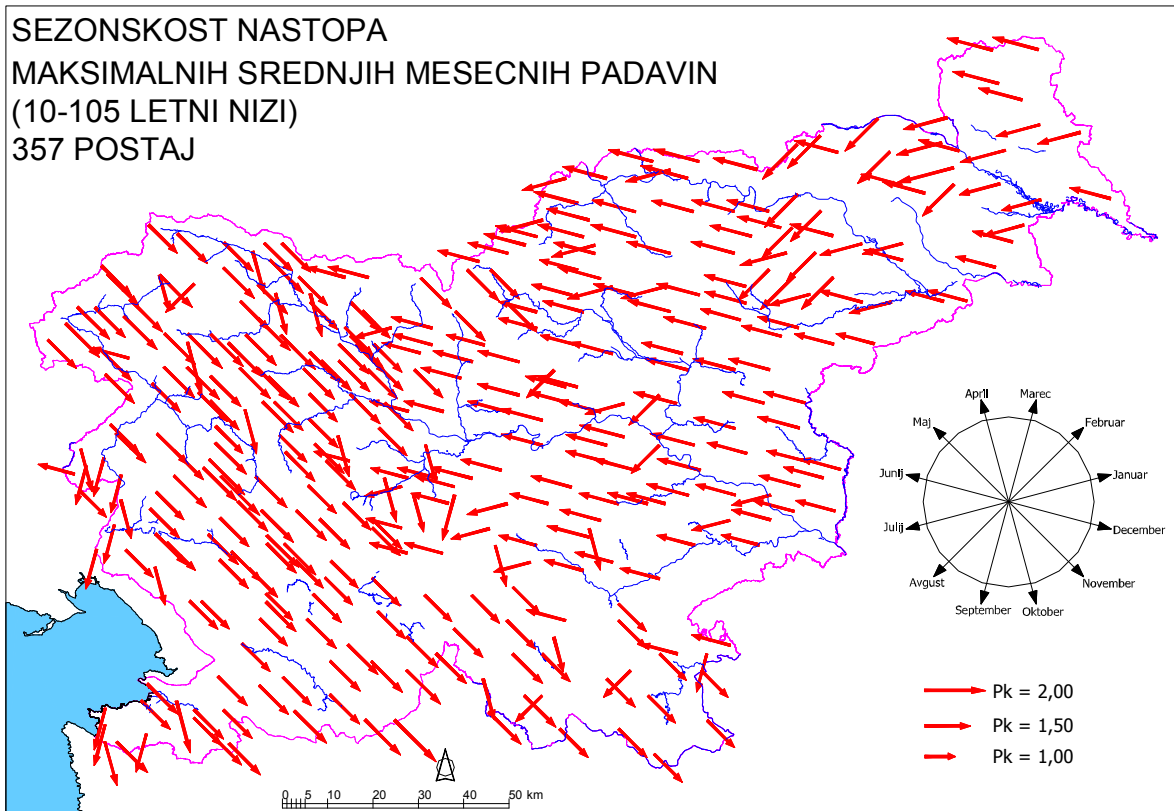 SEZONSKOST NASTOPA
MAKSIMALNIH SREDNJIH MESECNIH PADAVIN
(10-105 LETNI NIZI)
357 POSTAJ
April
Marec
Maj
Februar
Junij
Januar
Julij
December
Avgust
November
September
Oktober
Pk = 2,00
Pk = 1,50
Pk = 1,00
0 5 10 20 30 40 50 km